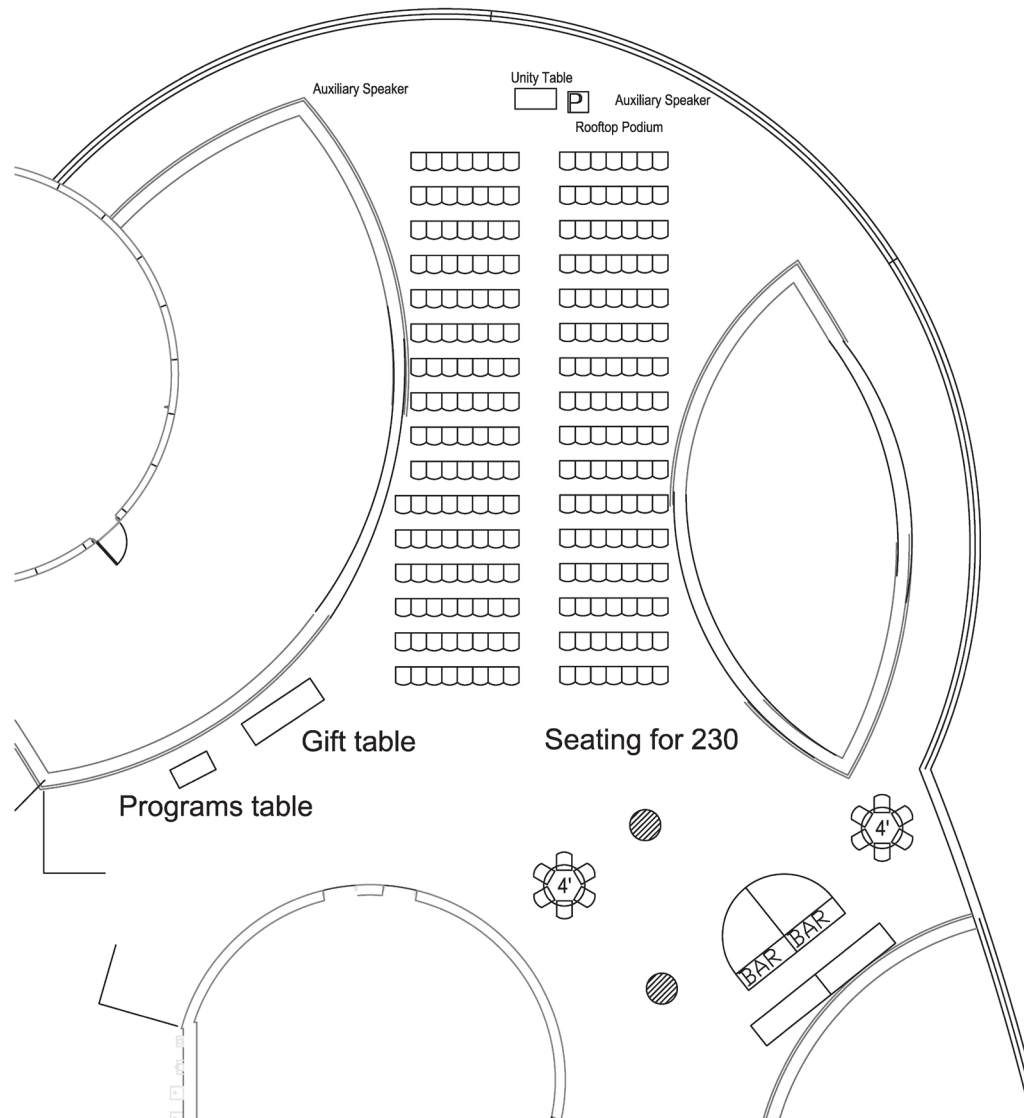 Unity Table
Auxiliary Speaker
P
Auxiliary Speaker
Rooftop Podium
Gift table
Seating for 230
Programs table
4'
4'
BAR
BAR